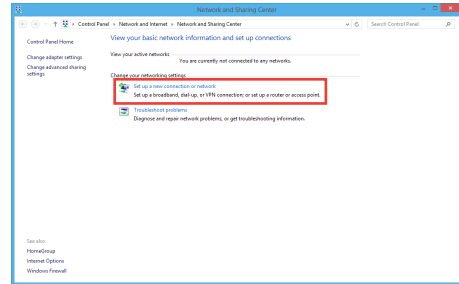 Network and Sharing Center
Control Panel > Network and Internet > Network and Sharing Center
Search Control Panel
Control Panel Home
Change adapter settings
Change advanced sharing
settings
View your basic network information and set up connections
View your active networks
You are currently not connected to any networks.
Change your networking settings
Set up a new connection or network
Set up a broadband, dial-up, or VPN connection; or set up a router or access point.
Troubleshoot problems
Diagnose and repair network problems, or get troubleshooting information.
See also
HomeGroup
Internet Options
Windows Firewall